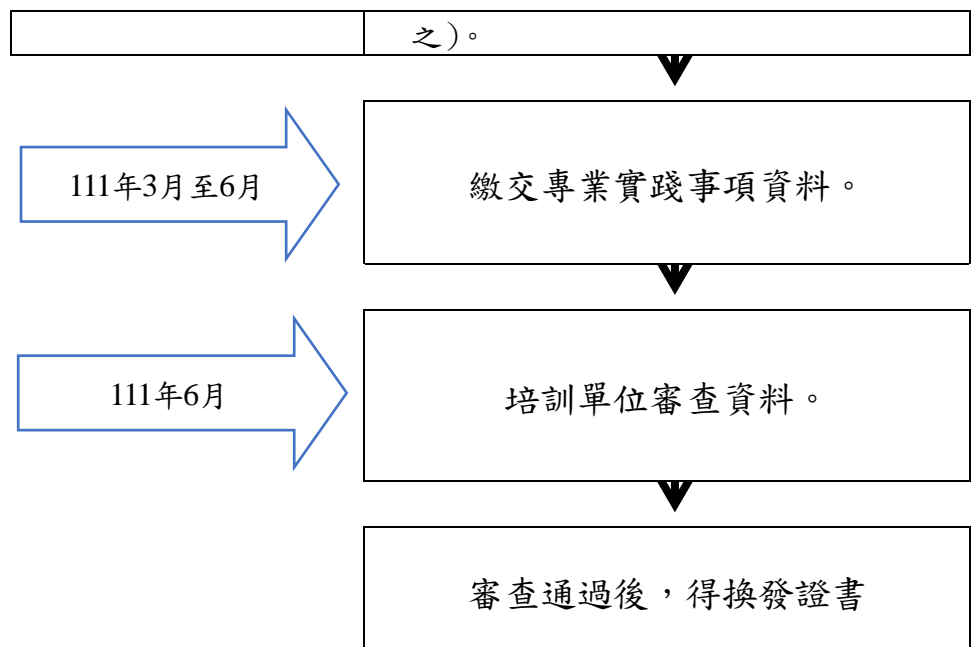 之)。
111年3月至6月
繳交專業實踐事項資料。
111年6月
培訓單位審查資料。
審查通過後，得換發證書